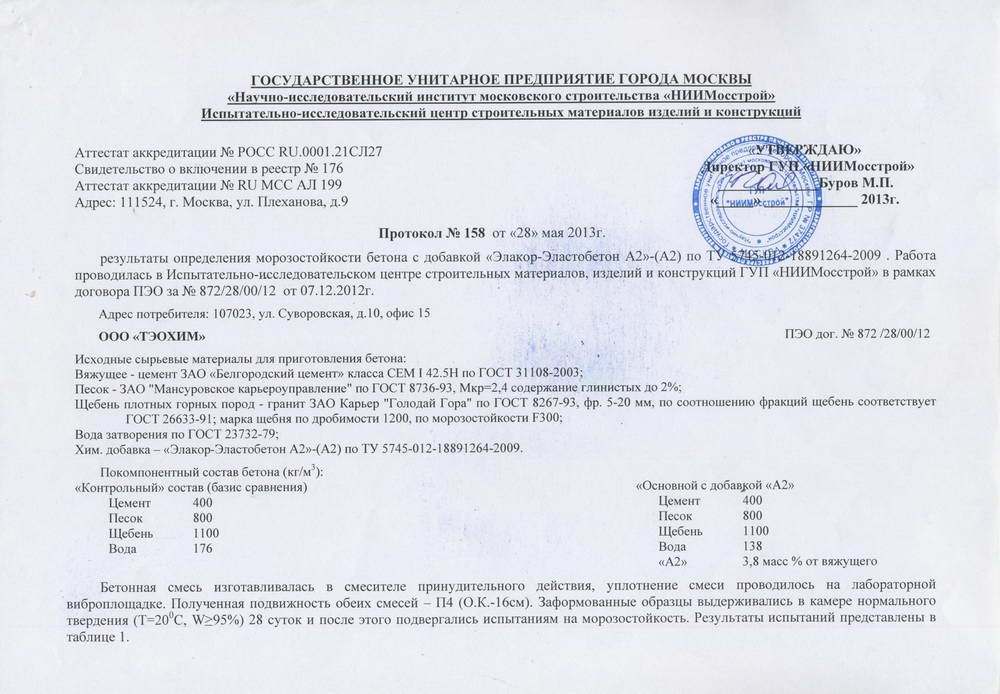 ГОСУДАРСТВЕННОЕ УНИТАРНОЕ ПРЕДПРИЯТИЕ ГОРОДА МОСКВЫ
«Научно-исследовательский институт московского строительства «НИИМосстрой»
Испытательно-исследовательский центр строительных материалов изделий и конструкций
Аттестат аккредитации № РОСС RU.0001.21СЛ27
Свидетельство о включении в реестр № 176
Аттестат аккредитации № RU МСС АЛ 199
Адрес: 111524, г. Москва, ул. Плеханова, д.9
«УТВЕРЖДАЮ»
Директор ГУП «НИИМосстрой»
Буров М.П.
2013г.
ГУП
"НИИМосстрой"
Протокол № 158 от «28» мая 2013г.
результаты определения морозостойкости бетона с добавкой «Элакор-Эластобетон А2»-(А2) по ТУ 5745-012-18891264-2009 . Работа
проводилась в Испытательно-исследовательском центре строительных материалов, изделий и конструкций ГУП «НИИМосстрой» в рамках
договора ПЭО за № 872/28/00/12 от 07.12.2012г.
Адрес потребителя: 107023, ул. Суворовская, д.10, офис 15
ООО «ТЭОХИМ»
ПЭО дог. № 872 /28/00/12
Исходные сырьевые материалы для приготовления бетона:
Вяжущее - цемент ЗАО «Белгородский цемент» класса CEM I 42.5Н по ГОСТ 31108-2003;
Песок - ЗАО "Мансуровское карьероуправление" по ГОСТ 8736-93, Мкр=2,4 содержание глинистых до 2%;
Щебень плотных горных пород - гранит ЗАО Карьер "Голодай Гора" по ГОСТ 8267-93, фр. 5-20 мм, по соотношению фракций щебень соответствует
ГОСТ 26633-91; марка щебня по дробимости 1200, по морозостойкости F300;
Вода затворения по ГОСТ 23732-79;
Хим. добавка – «Элакор-Эластобетон А2»-(А2) по ТУ 5745-012-18891264-2009.
Покомпонентный состав бетона (кг/м³):
«Контрольный» состав (базис сравнения)
Цемент 400
Песок 800
Щебень 1100
Вода 176
«Основной с добавкой «А2»
Цемент 400
Песок 800
Щебень 1100
Вода 138
«А2» 3,8 масс % от вяжущего
Бетонная смесь изготавливалась в смесителе принудительного действия, уплотнение смеси проводилось на лабораторной
виброплощадке. Полученная подвижность обеих смесей – П4 (О.К.-16см). Заформованные образцы выдерживались в камере нормального
твердения (Т=20⁰С, W≥95%) 28 суток и после этого подвергались испытаниям на морозостойкость. Результаты испытаний представлены в
таблице 1.